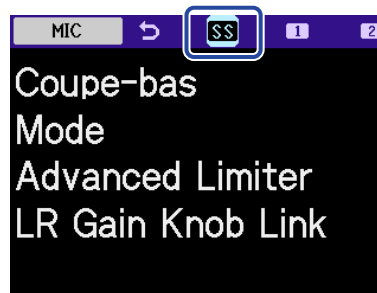 MIC SS 1 2
Coupe-bas
Mode
Advanced Limiter
LR Gain Knob Link